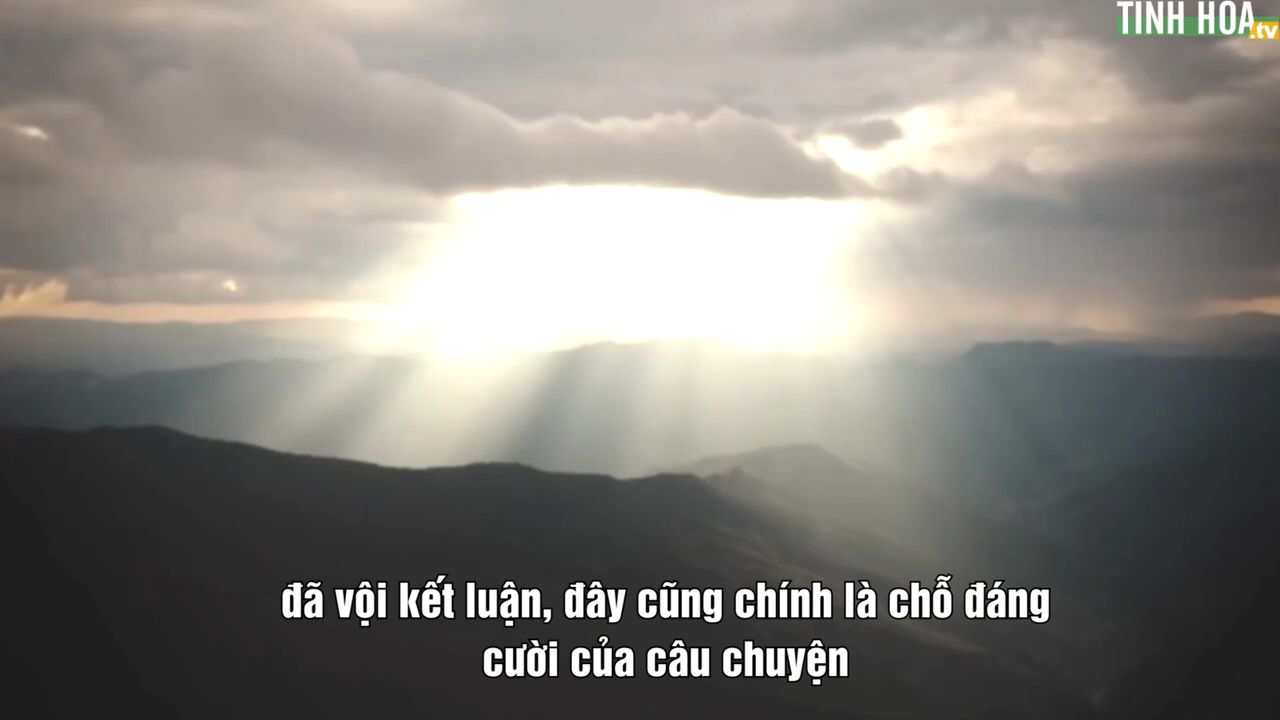 TINH HOA
.tv
đã vội kết luận, đây cũng chính là chỗ đáng
cười của câu chuyện